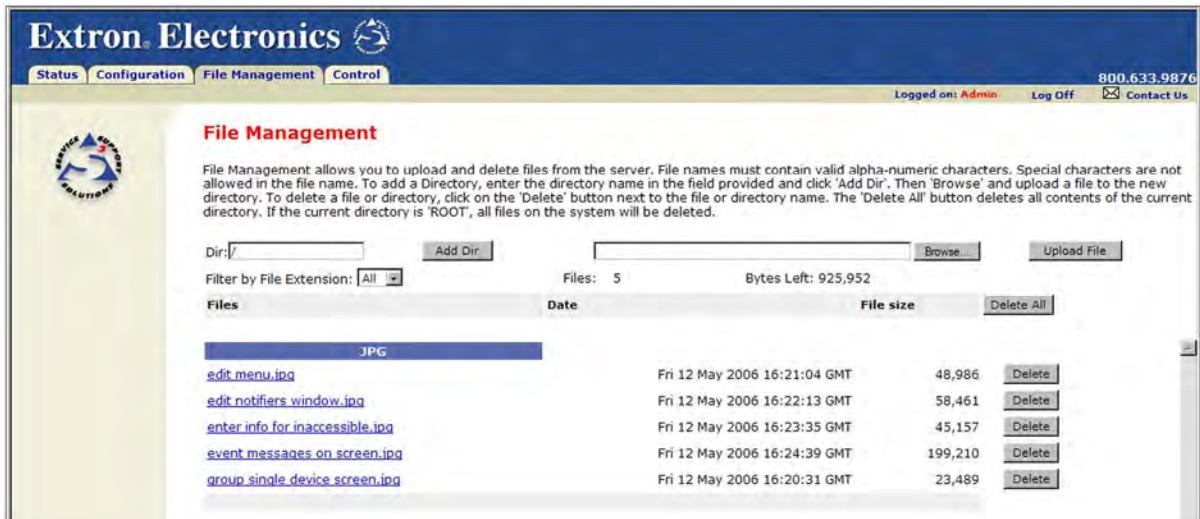 Extron® Electronics
Status Configuration File Management Control
800.633.9876
Logged on: Admin Log Off Contact Us
SERVICE SUPPORT SOLUTIONS
S3
File Management
File Management allows you to upload and delete files from the server. File names must contain valid alpha-numeric characters. Special characters are not
allowed in the file name. To add a Directory, enter the directory name in the field provided and click 'Add Dir'. Then 'Browse' and upload a file to the new
directory. To delete a file or directory, click on the 'Delete' button next to the file or directory name. The 'Delete All' button deletes all contents of the current
directory. If the current directory is 'ROOT', all files on the system will be deleted.
Dir: / Add Dir Browse... Upload File
Filter by File Extension: All Files: 5 Bytes Left: 925,952
Files Date File size Delete All
JPG
edit menu.jpg Fri 12 May 2006 16:21:04 GMT 48,986 Delete
edit notifiers window.jpg Fri 12 May 2006 16:22:13 GMT 58,461 Delete
enter info for inaccessible.jpg Fri 12 May 2006 16:23:35 GMT 45,157 Delete
event messages on screen.jpg Fri 12 May 2006 16:24:39 GMT 199,210 Delete
group single device screen.jpg Fri 12 May 2006 16:20:31 GMT 23,489 Delete